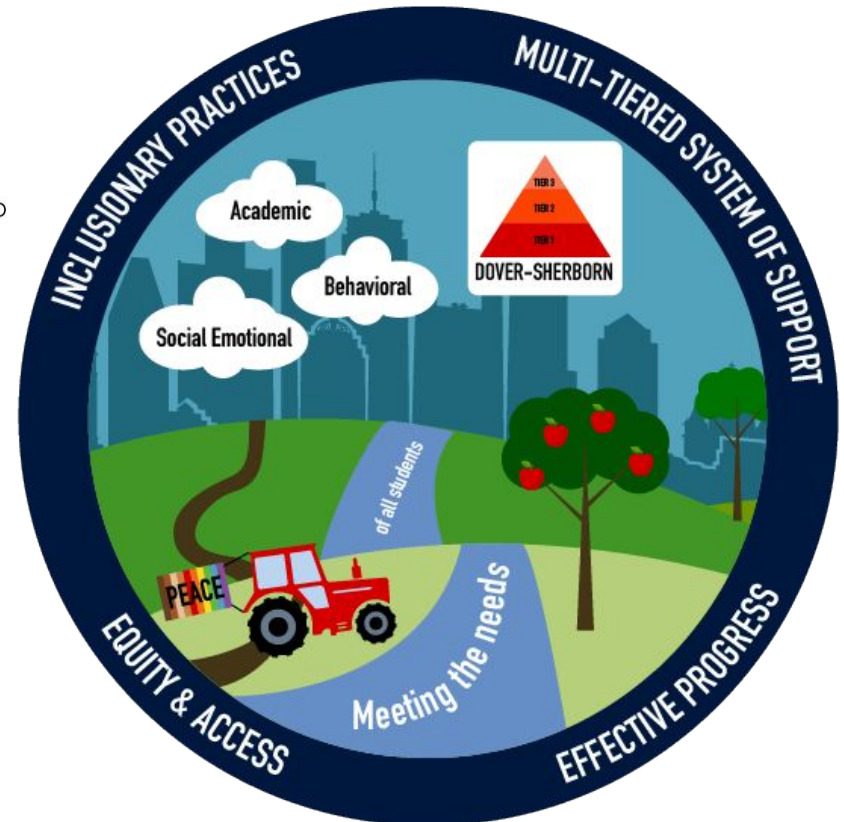 INCLUSIONARY PRACTICES
MULTI-TIERED SYSTEM OF SUPPORT
Academic
Behavioral
Social Emotional
TIER 3
TIER 2
TIER 1
DOVER-SHERBORN
of all students
PEACE
Meeting the needs
EQUITY & ACCESS
EFFECTIVE PROGRESS